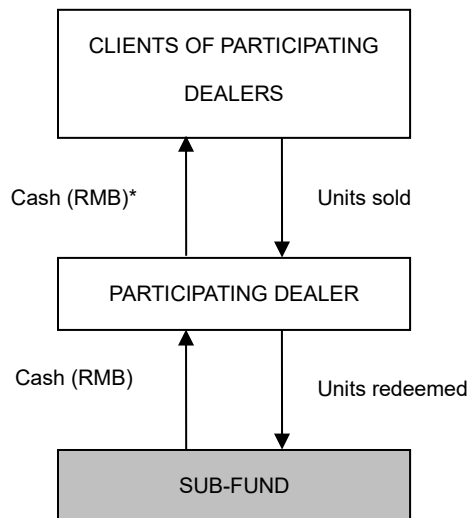 CLIENTS OF PARTICIPATING
DEALERS
Cash (RMB)*
Units sold
PARTICIPATING DEALER
Cash (RMB)
Units redeemed
SUB-FUND